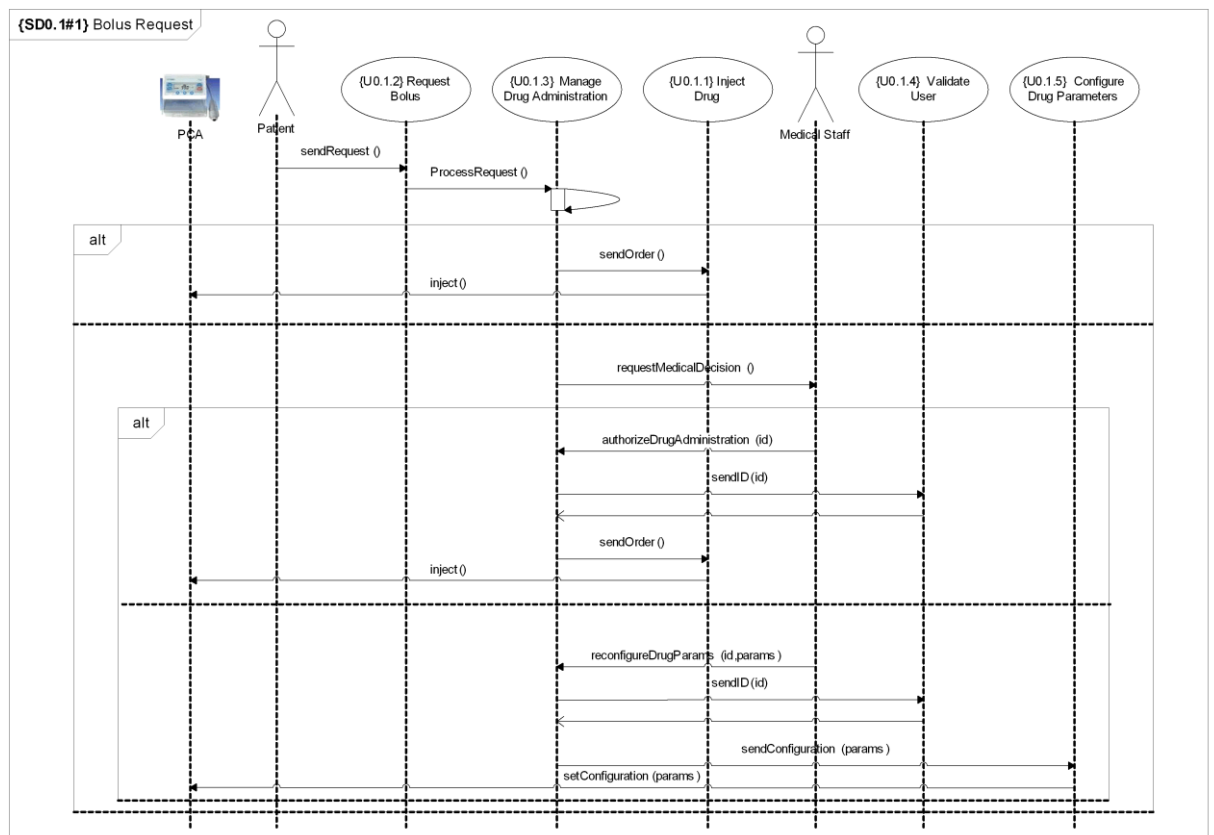 {SD0.1#1} Bolus Request
{U0.1.2} Request
Bolus
{U0.1.3} Manage
Drug Administration
{U0.1.1} Inject
Drug
{U0.1.4} Validate
User
{U0.1.5} Configure
Drug Parameters
PCA
Patient
Medical Staff
sendRequest ()
ProcessRequest ()
alt
sendOrder ()
inject ()
requestMedicalDecision ()
alt
authorizeDrugAdministration (id)
sendID (id)
sendOrder ()
inject ()
reconfigureDrugParams (id,params )
sendID (id)
sendConfiguration (params )
setConfiguration (params )